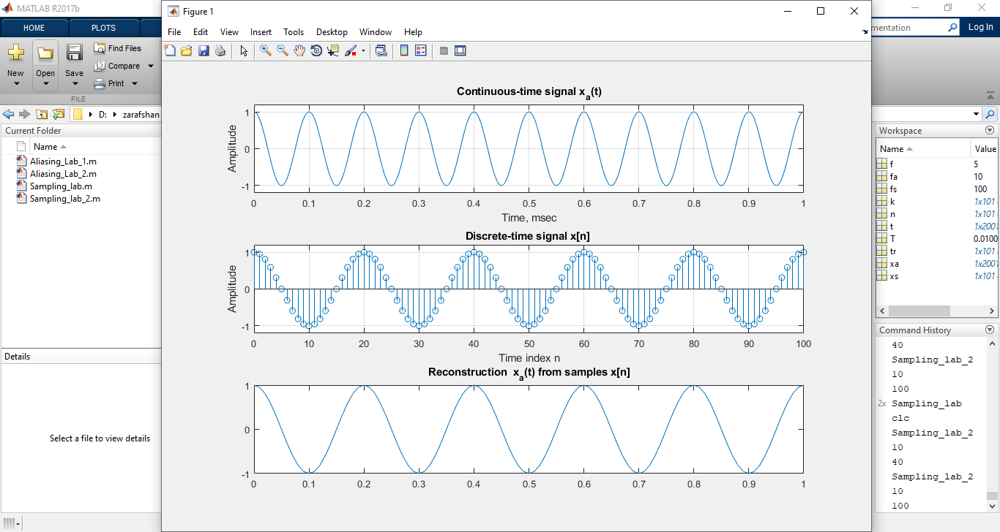 MATLAB R2017b
Figure 1
HOME PLOTS
mentation Log In
File Edit View Insert Tools Desktop Window Help
New Open Save
Find Files
Compare
Print
FILE
D: zarafshan
Current Folder
Name
Aliasing_Lab_1.m
Aliasing_Lab_2.m
Sampling_lab.m
Sampling_lab_2.m
Details
Select a file to view details
Continuous-time signal xa(t)
Amplitude
1
0
-1
0 0.1 0.2 0.3 0.4 0.5 0.6 0.7 0.8 0.9 1
Time, msec
Discrete-time signal x[n]
Amplitude
1
0
-1
0 10 20 30 40 50 60 70 80 90 100
Time index n
Reconstruction xa(t) from samples x[n]
1
0
-1
0 0.1 0.2 0.3 0.4 0.5 0.6 0.7 0.8 0.9 1
Workspace
Name Value
f 5
fa 10
fs 100
k 1x101
n 1x101
t 1x2001
T 0.0100
tr 1x101
xa 1x2001
xs 1x101
Command History
40
Sampling_lab_2
10
100
2x Sampling_lab
clc
Sampling_lab_2
10
40
Sampling_lab_2
10
100